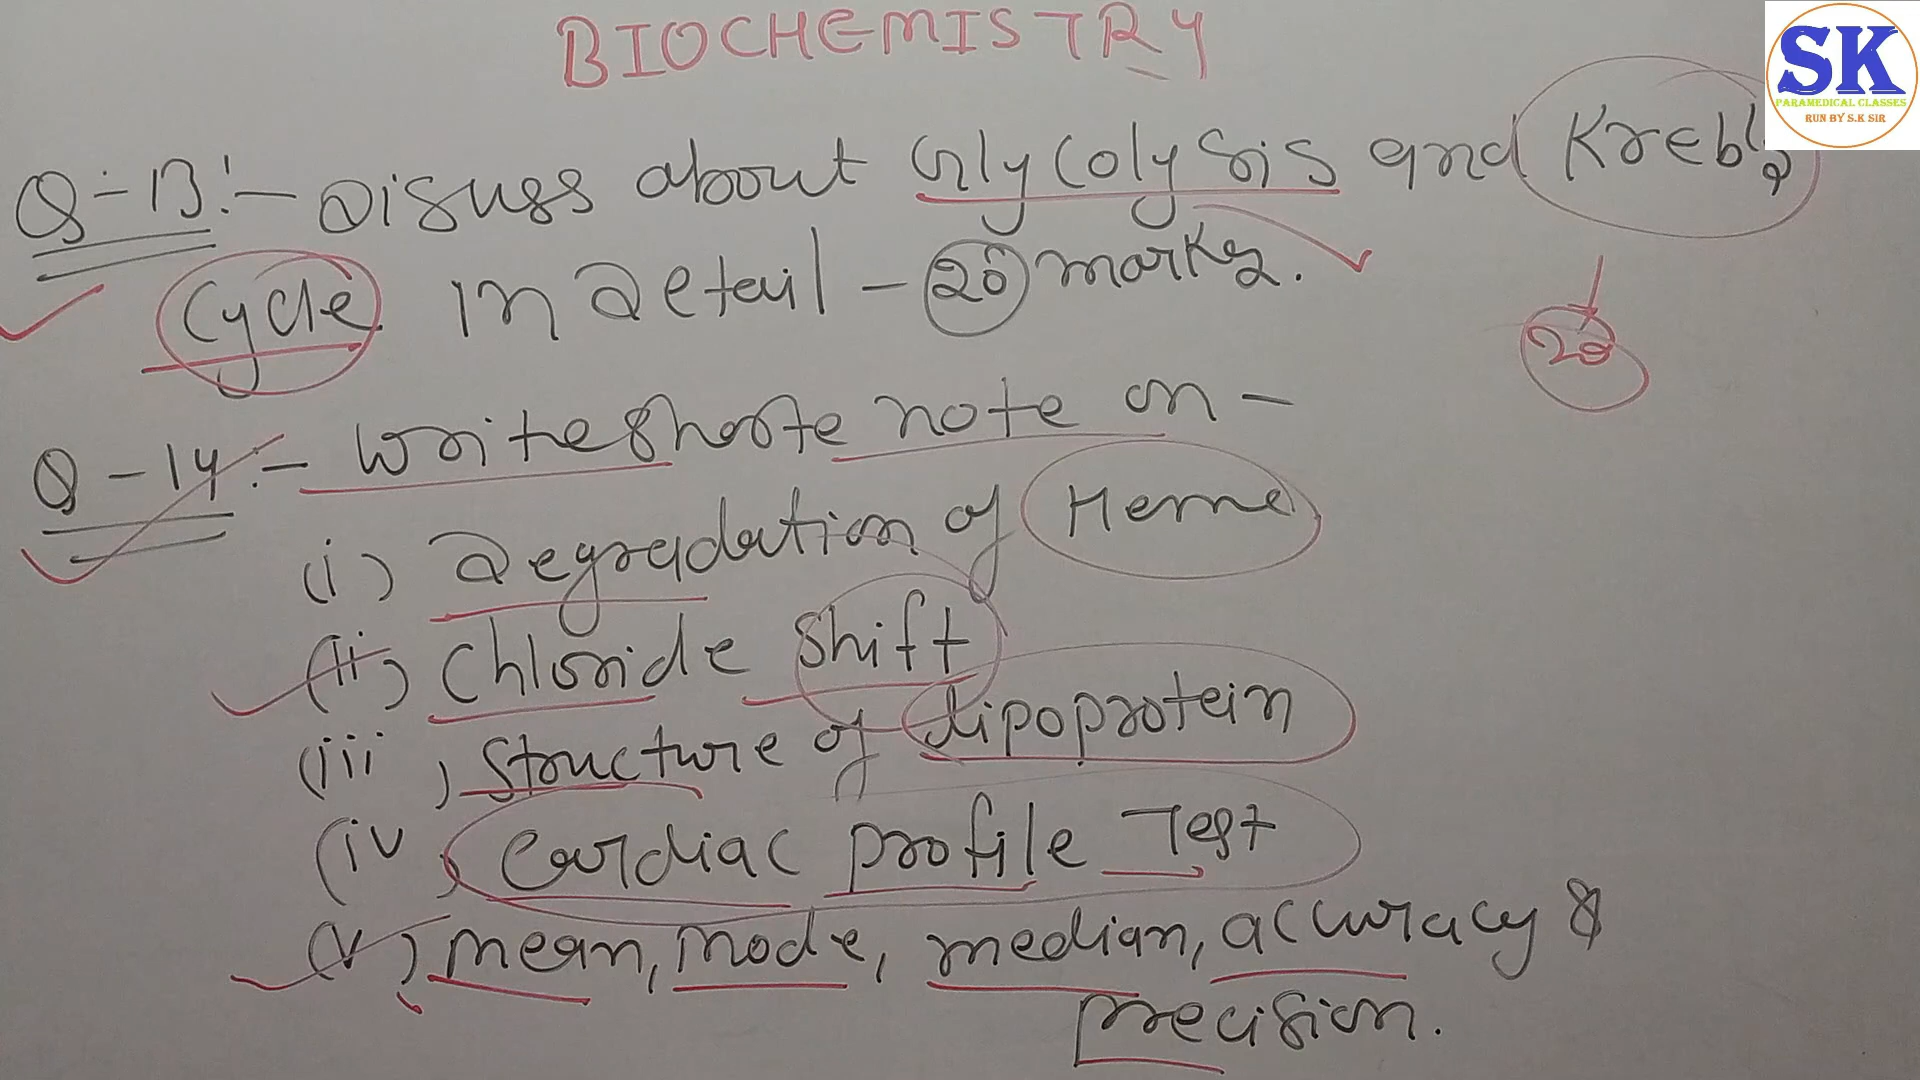 BIOCHEMISTRY
SK
PARAMEDICAL CLASSES
RUN BY S.K SIR
Q-13:- Disuss about Glycolysis and Kreb's
Cycle in Detail - 20 marks.
20
Q-14:- Write shorte note on -
(i) Degradation of Heme
(ii) Chloride Shift
(iii) Structure of Lipoprotein
(iv) Cardiac profile Test
(v) mean, mode, median, accuracy &
precision.